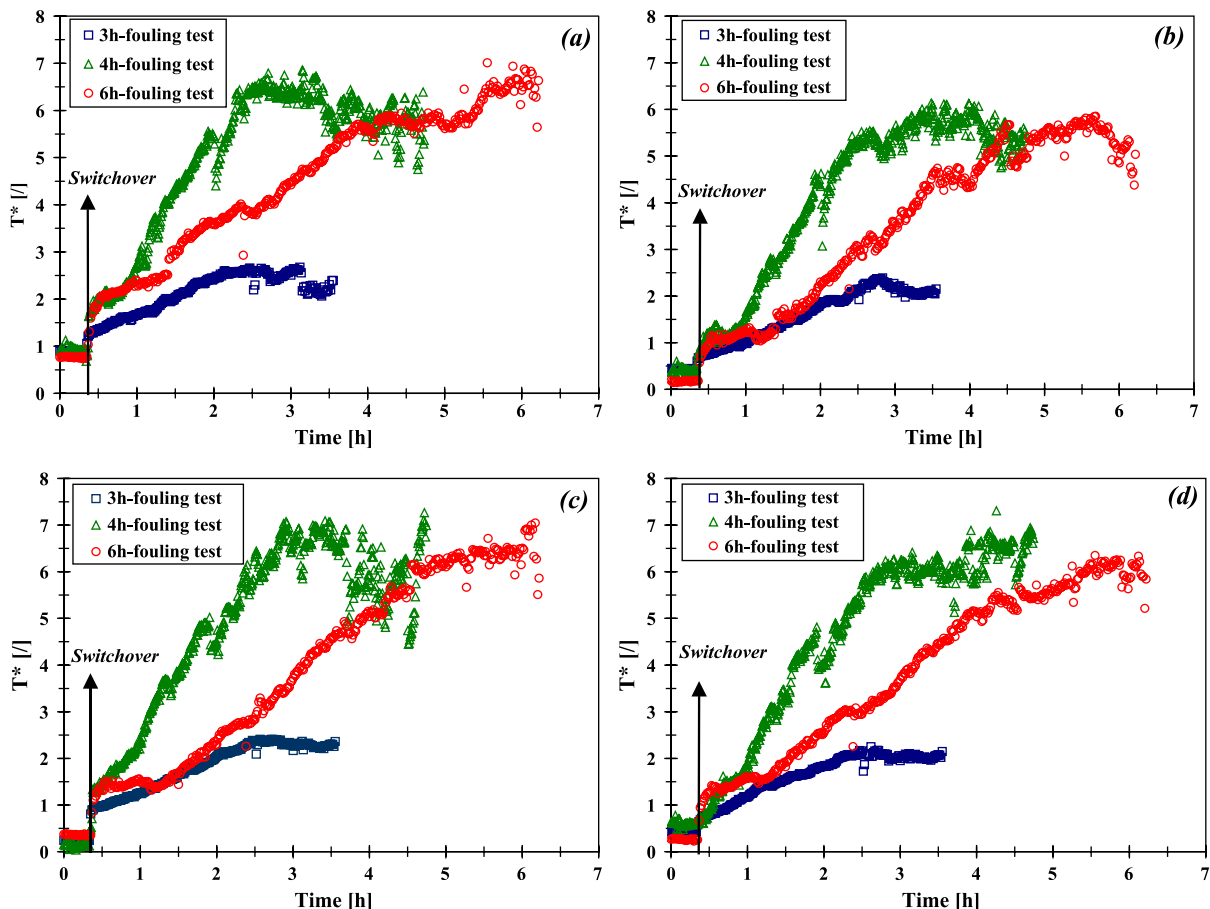 8
7
6
5
4
3
2
1
0
T* [/]
3h-fouling test
4h-fouling test
6h-fouling test
(a)
Switchover
0 1 2 3 4 5 6 7
Time [h]
8
7
6
5
4
3
2
1
0
T* [/]
3h-fouling test
4h-fouling test
6h-fouling test
(b)
Switchover
0 1 2 3 4 5 6 7
Time [h]
8
7
6
5
4
3
2
1
0
T* [/]
3h-fouling test
4h-fouling test
6h-fouling test
(c)
Switchover
0 1 2 3 4 5 6 7
Time [h]
8
7
6
5
4
3
2
1
0
T* [/]
3h-fouling test
4h-fouling test
6h-fouling test
(d)
Switchover
0 1 2 3 4 5 6 7
Time [h]